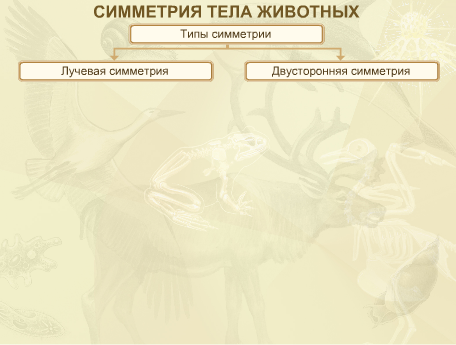 СИММЕТРИЯ ТЕЛА ЖИВОТНЫХ
Типы симметрии
Лучевая симметрия
Двусторонняя симметрия